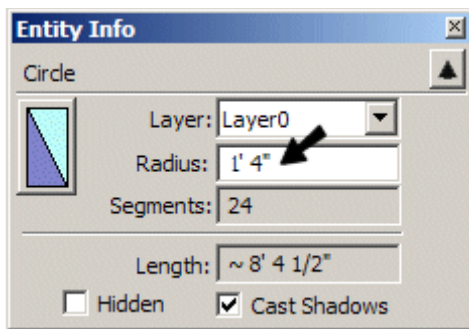 Entity Info
Circle
Layer: Layer0
Radius: 1' 4"
Segments: 24
Length: ~ 8' 4 1/2"
Hidden Cast Shadows